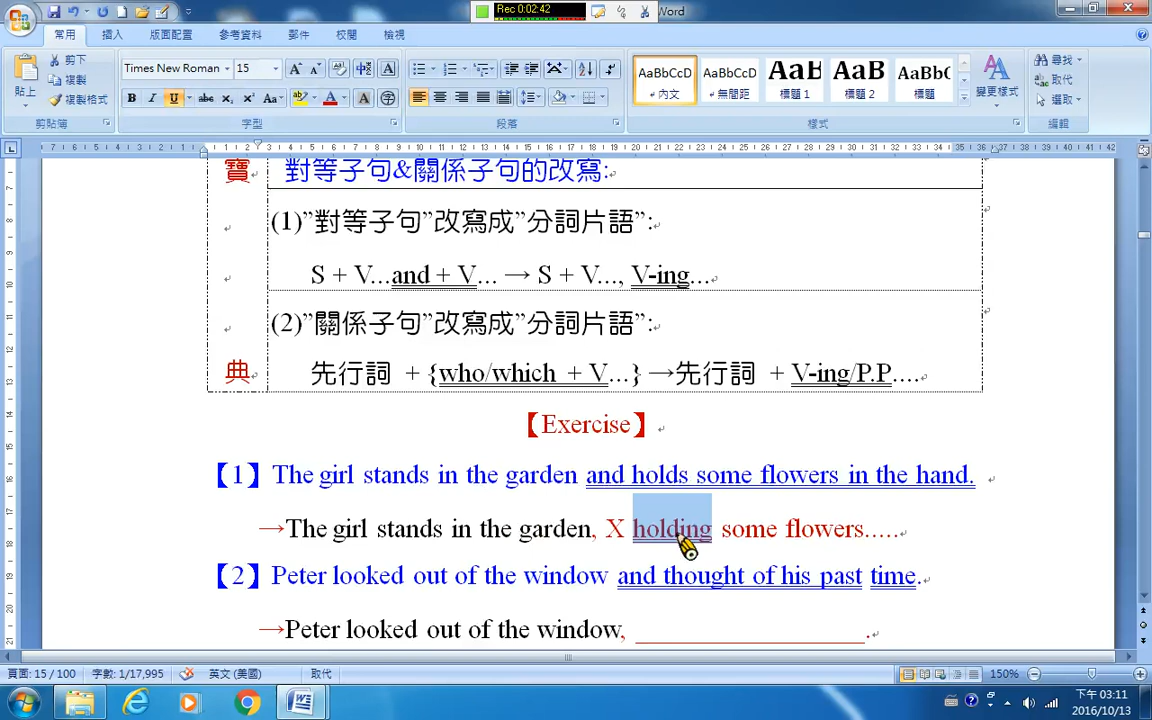 Rec 0:02:42
Word
常用 插入 版面配置 參考資料 郵件 校閱 檢視
貼上
剪下
複製
複製格式
剪貼簿
Times New Roman 15
字型
段落
AaBbCcD AaBbCcD AaB AaB AaBbC
↵內文 ↵無間距 標題 1 標題 2 標題
變更樣式
樣式
尋找
取代
選取
編輯
寶 對等子句&關係子句的改寫:
(1)”對等子句”改寫成”分詞片語”:
S + V...and + V... → S + V..., V-ing...
(2)”關係子句”改寫成”分詞片語”:
典 先行詞 + {who/which + V...} →先行詞 + V-ing/P.P....
【Exercise】
【1】The girl stands in the garden and holds some flowers in the hand.
→The girl stands in the garden, X holding some flowers.....
【2】Peter looked out of the window and thought of his past time.
→Peter looked out of the window, ____________________.
頁面: 15 / 100 字數: 1/17,995 英文 (美國) 取代 150%
下午 03:11
2016/10/13